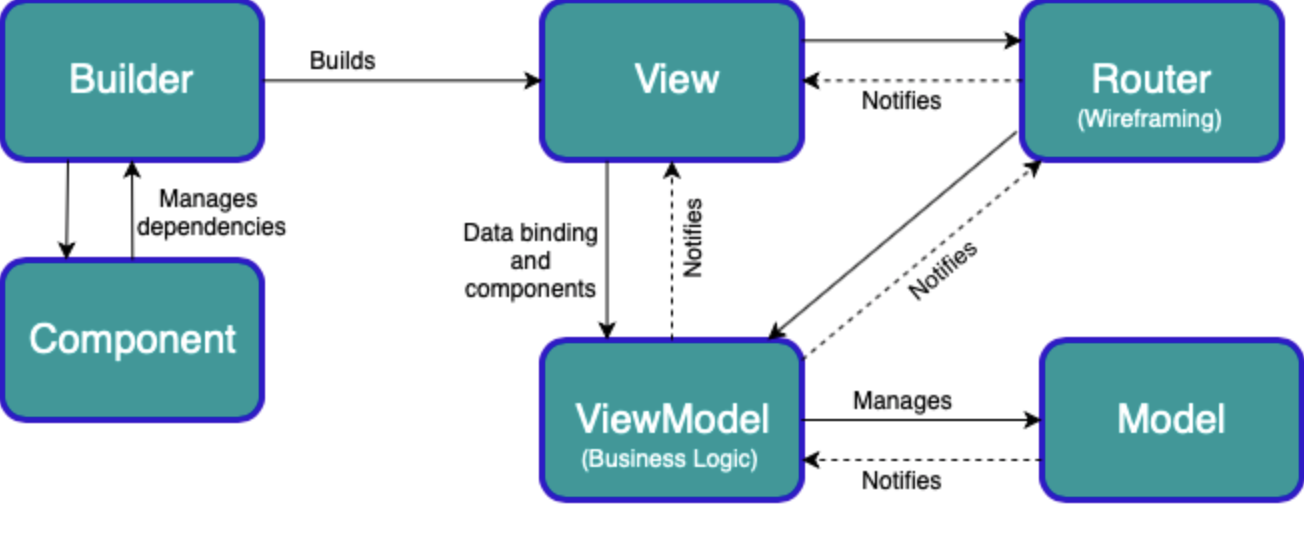 Builder
Builds
View
Notifies
Router
(Wireframing)
Manages
dependencies
Data binding
and
components
Notifies
Notifies
Component
ViewModel
(Business Logic)
Manages
Notifies
Model